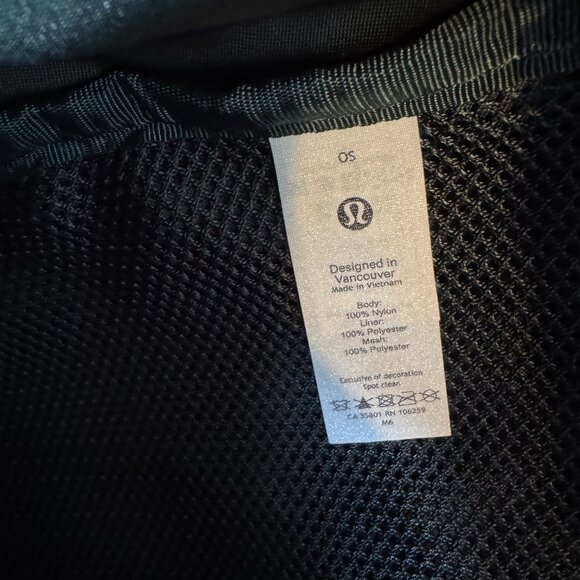 OS
Designed in
Vancouver
Made in Vietnam
Body:
100% Nylon
Liner:
100% Polyester
Mesh:
100% Polyester
Exclusive of decoration
Spot clean
CA 35801 RN 106259
M6